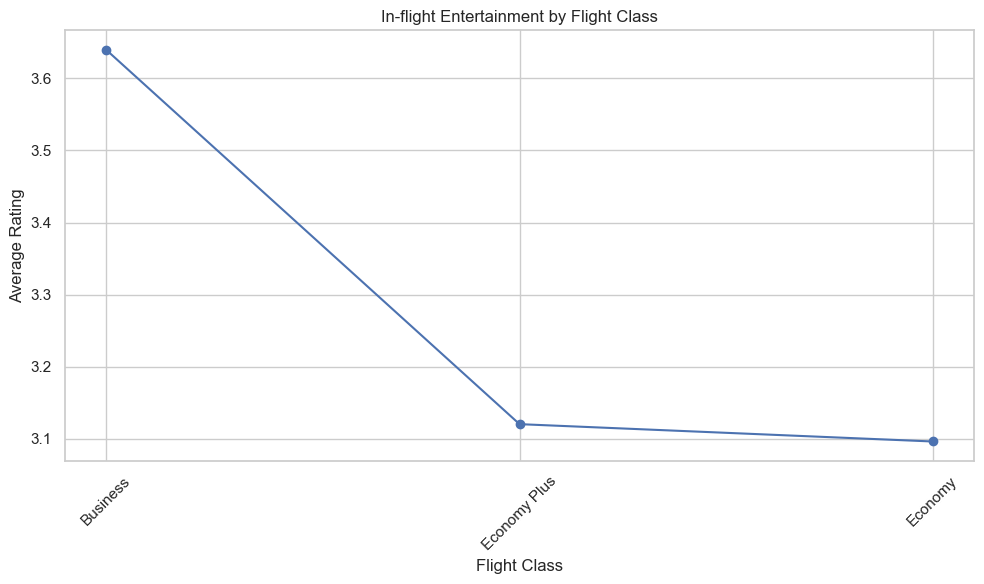 In-flight Entertainment by Flight Class
Average Rating
3.6
3.5
3.4
3.3
3.2
3.1
Business
Economy Plus
Economy
Flight Class